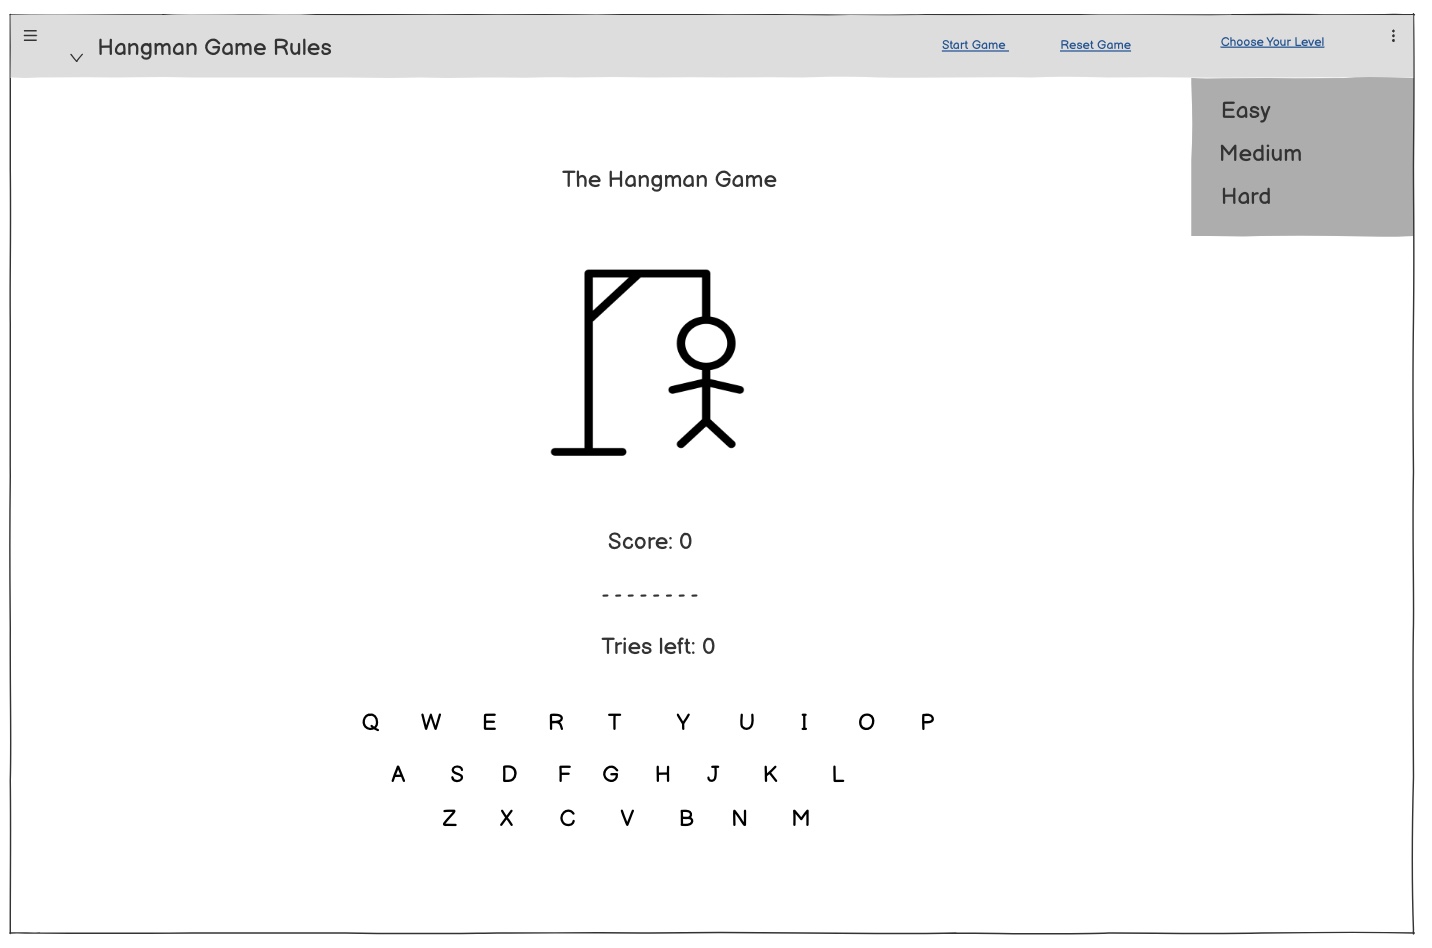 Hangman Game Rules
Start Game
Reset Game
Choose Your Level
Easy
Medium
Hard
The Hangman Game
Score: 0
- - - - - - - -
Tries left: 0
Q W E R T Y U I O P
A S D F G H J K L
Z X C V B N M